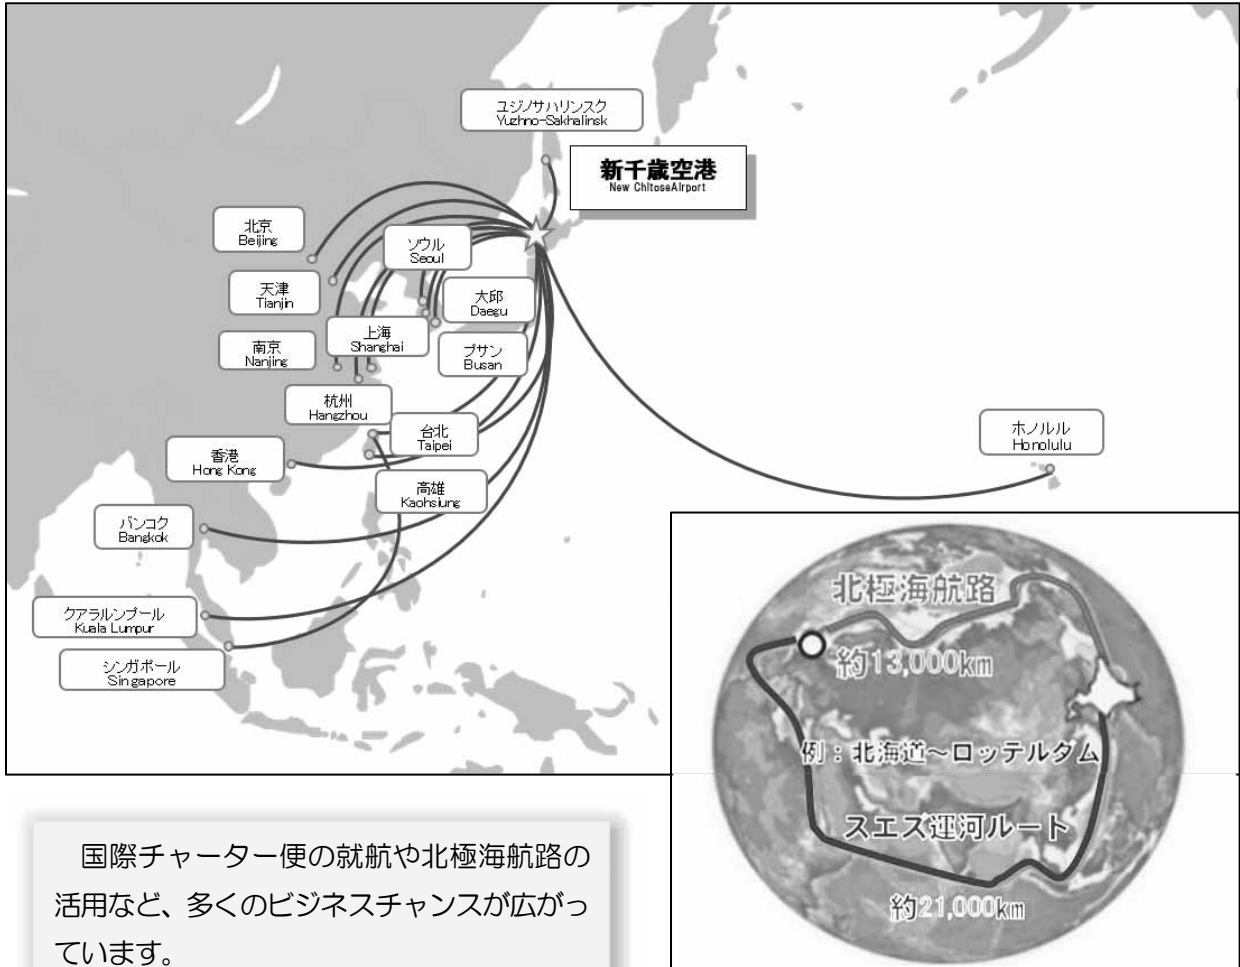 ユジノサハリンスク
Yuzhno-Sakhalinsk
新千歳空港
New ChitoseAirport
北京
Beijing
ソウル
Seoul
天津
Tianjin
大邱
Daegu
上海
Shanghai
南京
Nanjing
プサン
Busan
杭州
Hangzhou
台北
Taipei
ホノルル
Honolulu
香港
Hong Kong
高雄
Kaohsiung
バンコク
Bangkok
クアラルンプール
Kuala Lumpur
シンガポール
Singapore
北極海航路
約13,000km
例：北海道～ロッテルダム
スエズ運河ルート
約21,000km
国際チャーター便の就航や北極海航路の
活用など、多くのビジネスチャンスが広がっ
ています。